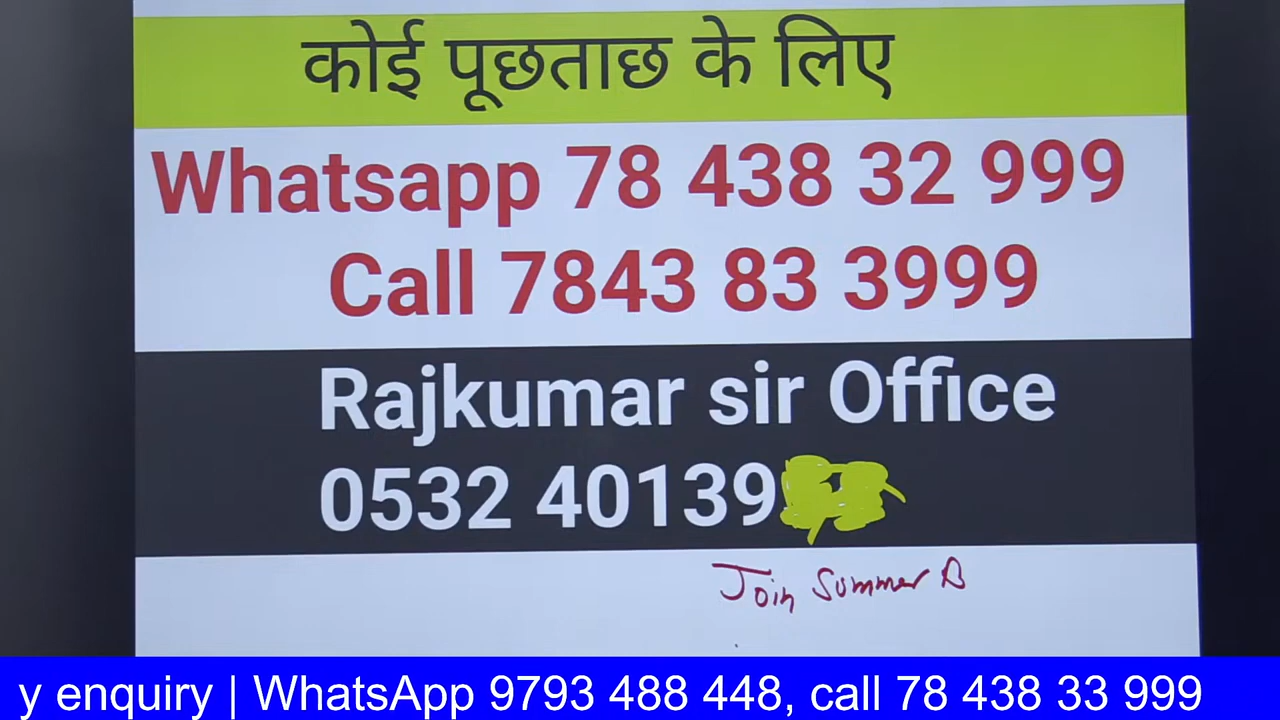 कोई पूछताछ के लिए
Whatsapp 78 438 32 999
Call 7843 83 3999
Rajkumar sir Office
0532 40139
Join Summer B
y enquiry | WhatsApp 9793 488 448, call 78 438 33 999